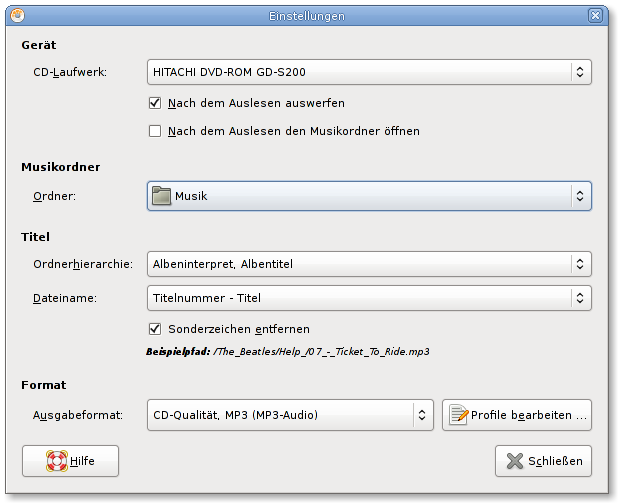 Einstellungen
Gerät
CD-Laufwerk: HITACHI DVD-ROM GD-S200
Nach dem Auslesen auswerfen
Nach dem Auslesen den Musikordner öffnen
Musikordner
Ordner: Musik
Titel
Ordnerhierarchie: Albeninterpret, Albentitel
Dateiname: Titelnummer - Titel
Sonderzeichen entfernen
Beispielpfad: /The_Beatles/Help_/07_-_Ticket_To_Ride.mp3
Format
Ausgabeformat: CD-Qualität, MP3 (MP3-Audio) Profile bearbeiten ...
Hilfe Schließen